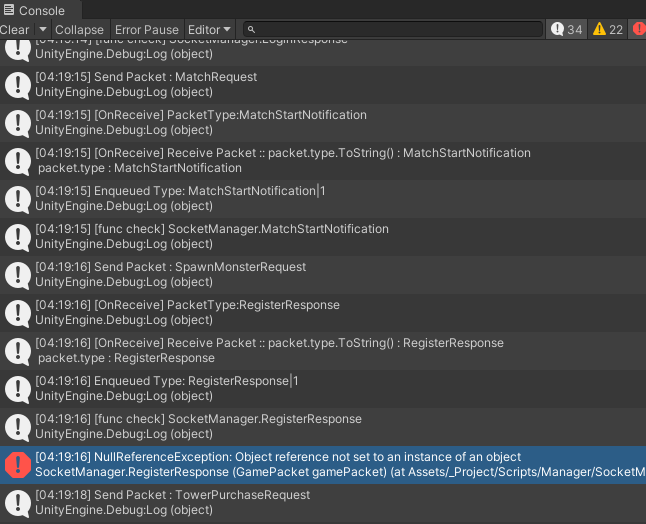 Console
Clear Collapse Error Pause Editor 34 22
[04:19:14] [func check] SocketManager.LoginResponse
UnityEngine.Debug:Log (object)
[04:19:15] Send Packet : MatchRequest
UnityEngine.Debug:Log (object)
[04:19:15] [OnReceive] PacketType:MatchStartNotification
UnityEngine.Debug:Log (object)
[04:19:15] [OnReceive] Receive Packet :: packet.type.ToString() : MatchStartNotification
packet.type : MatchStartNotification
[04:19:15] Enqueued Type: MatchStartNotification|1
UnityEngine.Debug:Log (object)
[04:19:15] [func check] SocketManager.MatchStartNotification
UnityEngine.Debug:Log (object)
[04:19:16] Send Packet : SpawnMonsterRequest
UnityEngine.Debug:Log (object)
[04:19:16] [OnReceive] PacketType:RegisterResponse
UnityEngine.Debug:Log (object)
[04:19:16] [OnReceive] Receive Packet :: packet.type.ToString() : RegisterResponse
packet.type : RegisterResponse
[04:19:16] Enqueued Type: RegisterResponse|1
UnityEngine.Debug:Log (object)
[04:19:16] [func check] SocketManager.RegisterResponse
UnityEngine.Debug:Log (object)
[04:19:16] NullReferenceException: Object reference not set to an instance of an object
SocketManager.RegisterResponse (GamePacket gamePacket) (at Assets/_Project/Scripts/Manager/SocketM
[04:19:18] Send Packet : TowerPurchaseRequest
UnityEngine.Debug:Log (object)